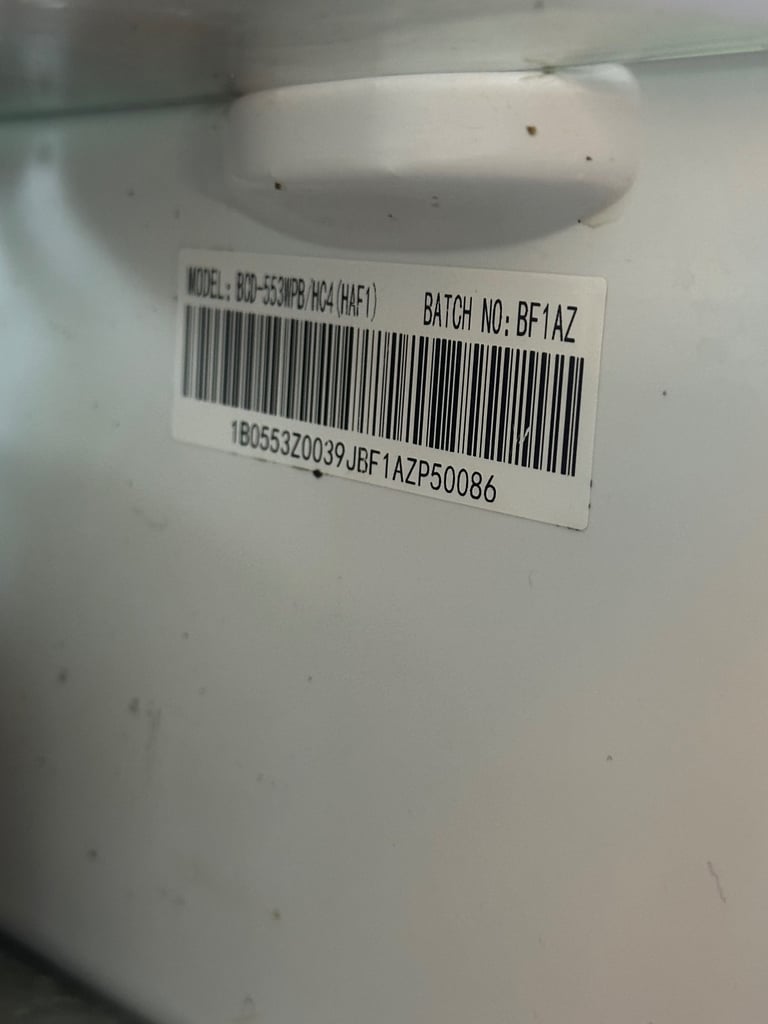 MODEL: BCD-553WPB/HC4(HAF1) BATCH NO: BF1AZ
1B0553Z0039JBF1AZP50086